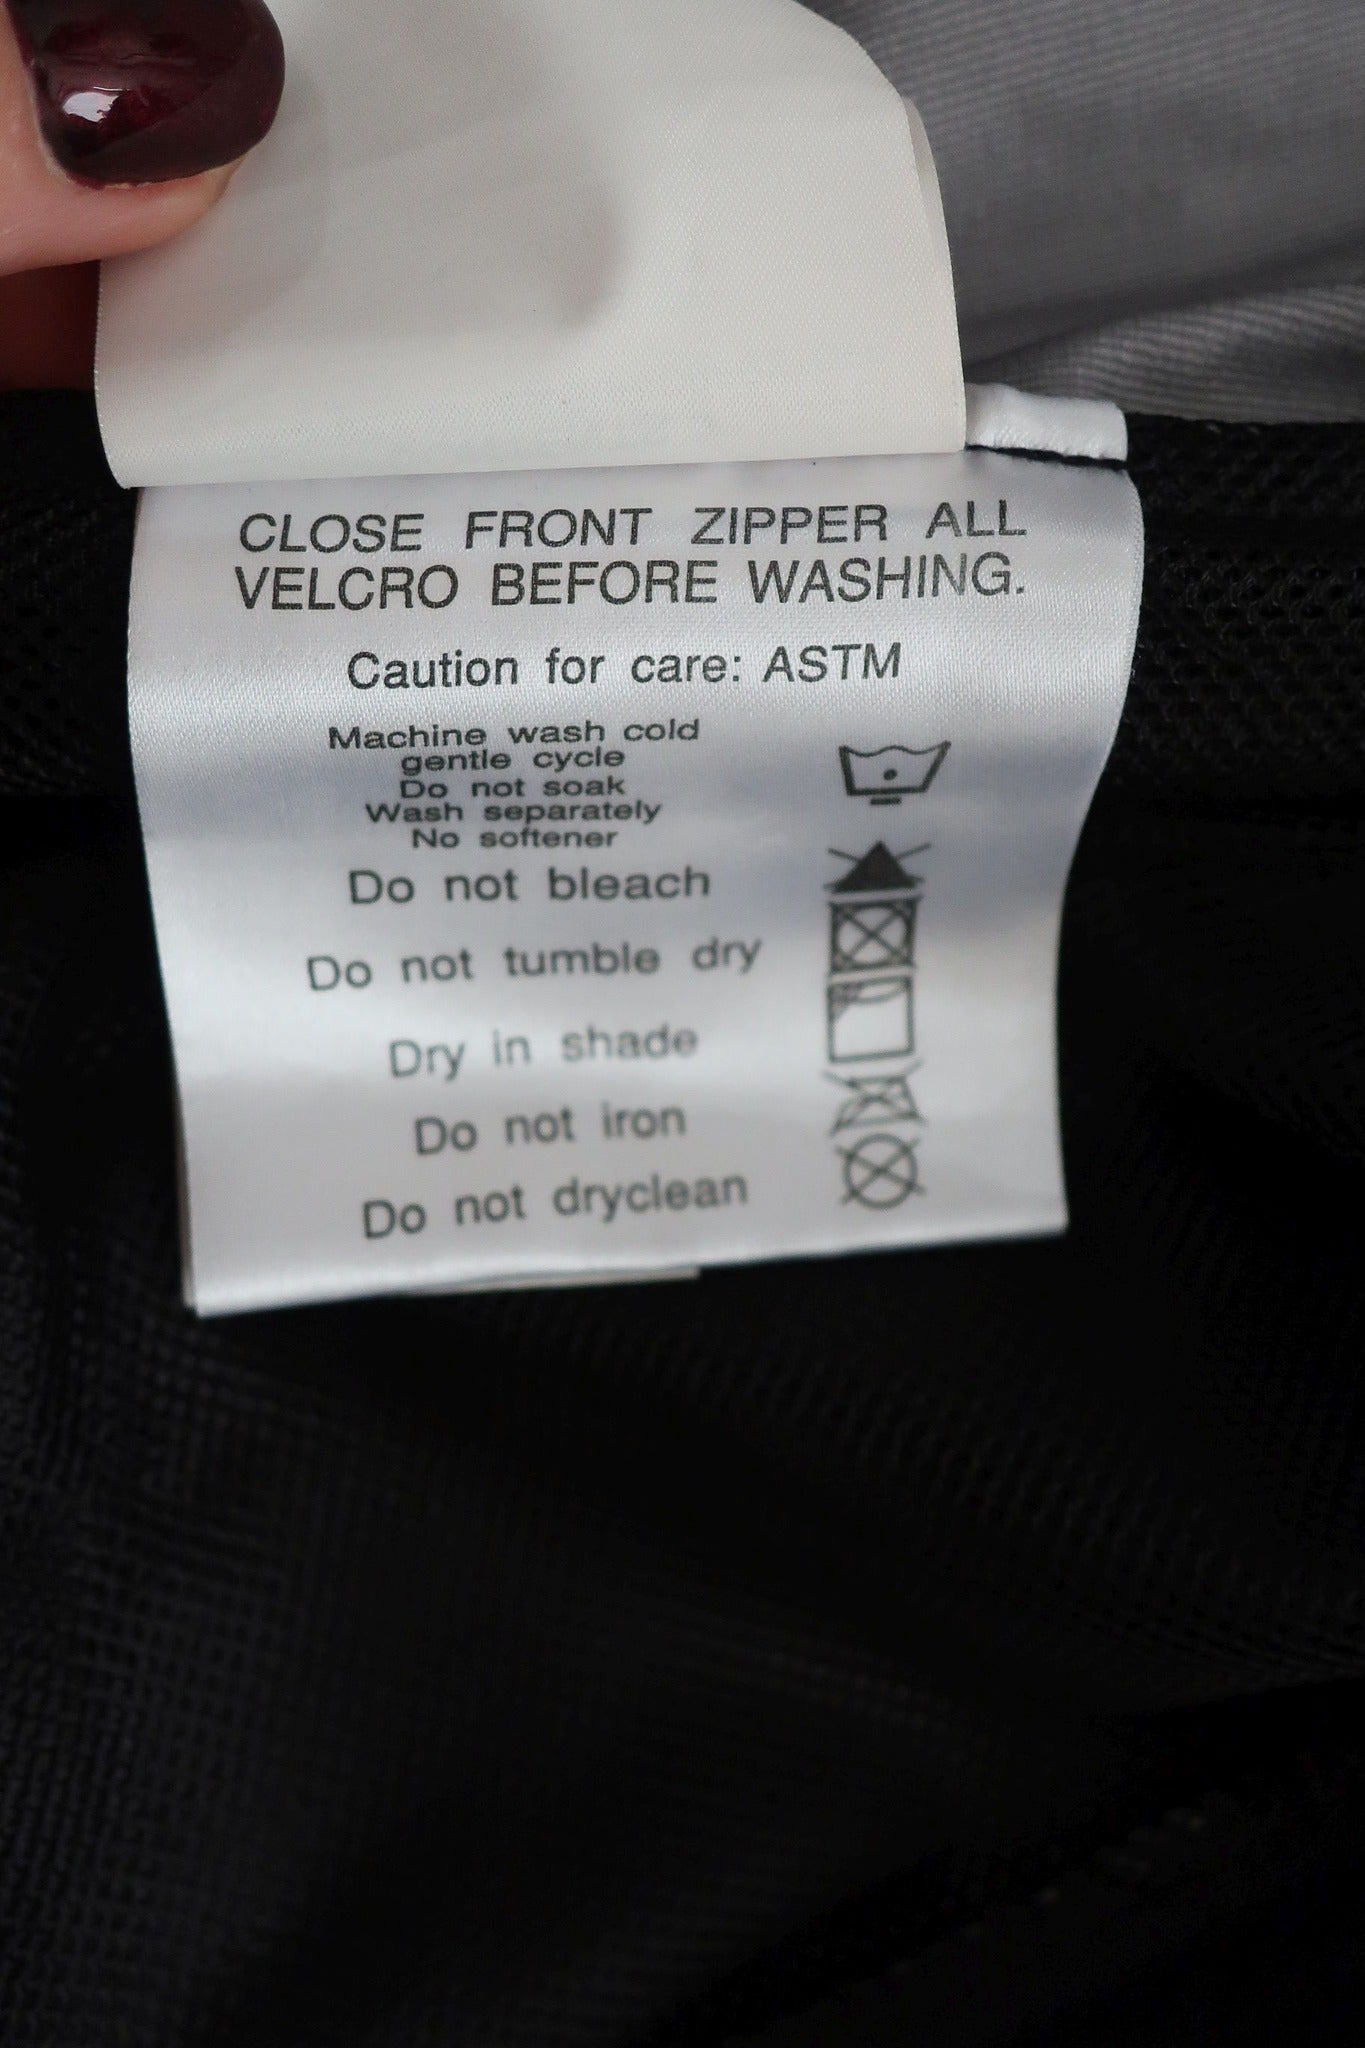 CLOSE FRONT ZIPPER ALL
VELCRO BEFORE WASHING.
Caution for care: ASTM
Machine wash cold
gentle cycle
Do not soak
Wash separately
No softener
Do not bleach
Do not tumble dry
Dry in shade
Do not iron
Do not dryclean